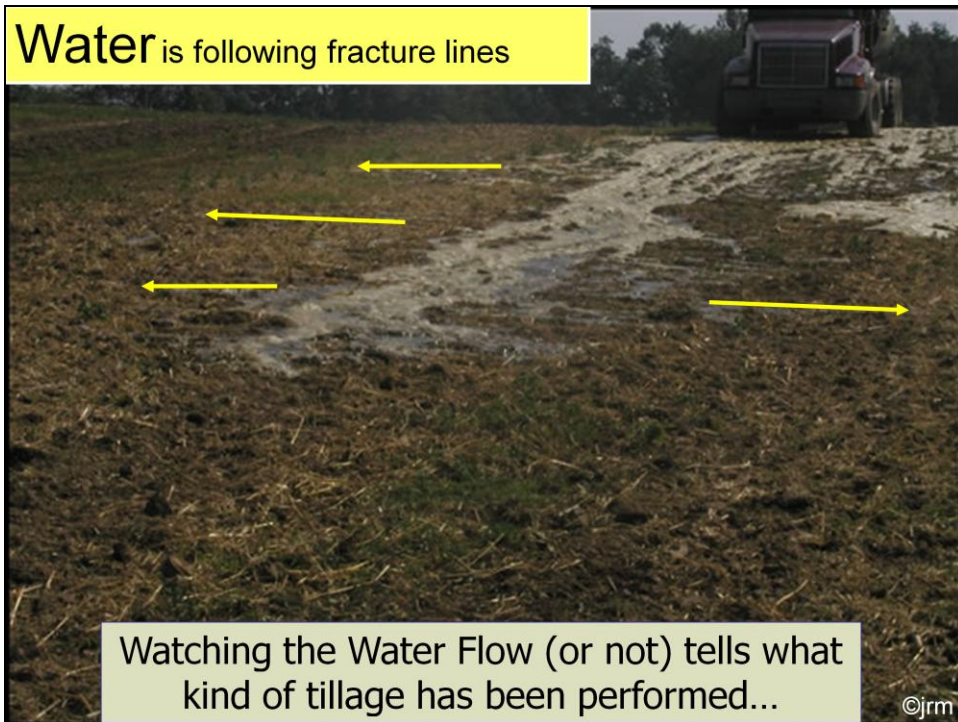 Water is following fracture lines
Watching the Water Flow (or not) tells what
kind of tillage has been performed…
©jrm